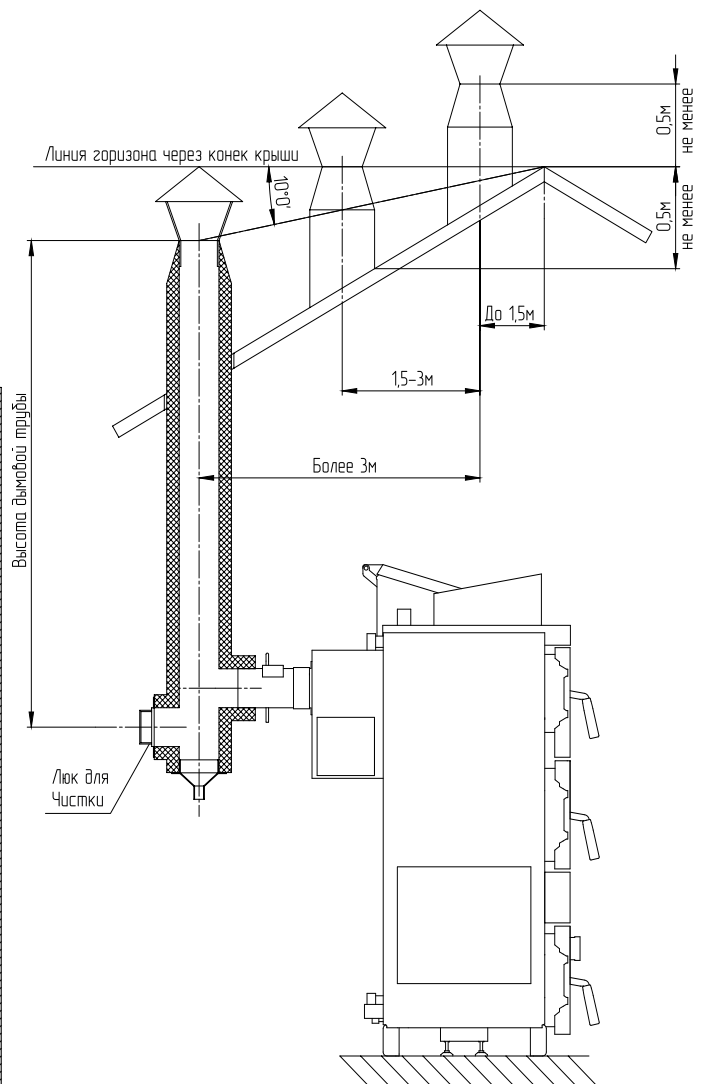 Линия горизона через конек крыши
10°0'
0,5м
не менее
0,5м
не менее
До 1,5м
1,5-3м
Более 3м
Высота дымовой трубы
Люк для
Чистки